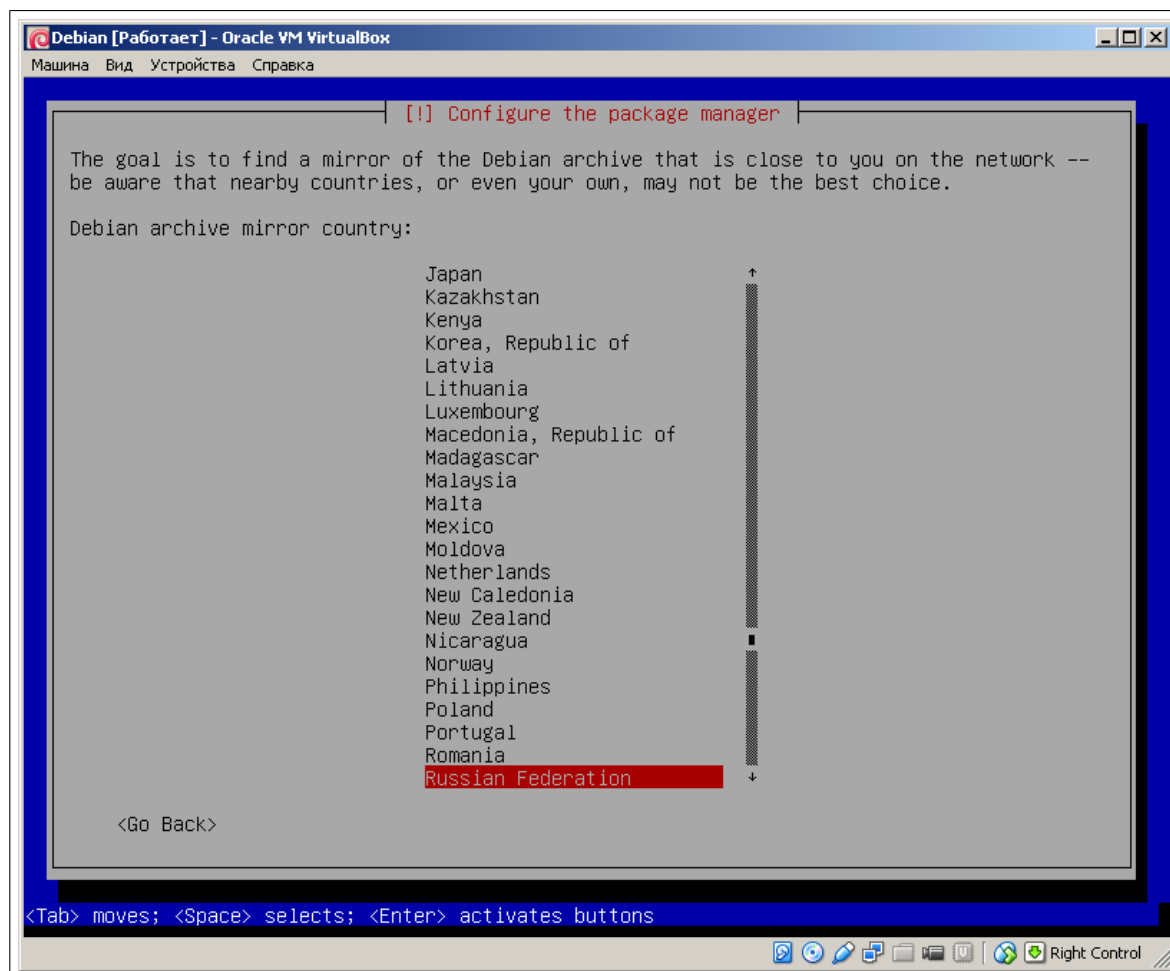 Debian [Работает] - Oracle VM VirtualBox
Машина Вид Устройства Справка
[!] Configure the package manager
The goal is to find a mirror of the Debian archive that is close to you on the network --
be aware that nearby countries, or even your own, may not be the best choice.
Debian archive mirror country:
Japan
Kazakhstan
Kenya
Korea, Republic of
Latvia
Lithuania
Luxembourg
Macedonia, Republic of
Madagascar
Malaysia
Malta
Mexico
Moldova
Netherlands
New Caledonia
New Zealand
Nicaragua
Norway
Philippines
Poland
Portugal
Romania
Russian Federation
<Go Back>
<Tab> moves; <Space> selects; <Enter> activates buttons
Right Control